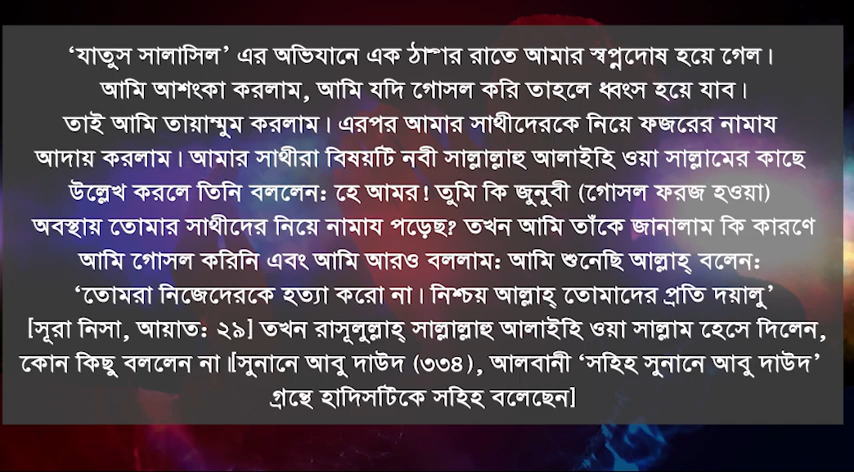 ‘যাতুস সালাসিল’ এর অভিযানে এক রাতে আমার স্বপ্নদোষ হয়ে গেল।
আমি আশংকা করলাম, আমি যদি গোসল করি তাহলে ধ্বংস হয়ে যাব।
তাই আমি তায়াম্মুম করলাম। এরপর আমার সাথীদেরকে নিয়ে ফজরের নামায
আদায় করলাম। আমার সাথীরা বিষয়টি নবী সাল্লাল্লাহু আলাইহি ওয়া সাল্লামের কাছে
উল্লেখ করলে তিনি বললেন: হে আমর! তুমি কি জুনুবী (গোসল ফরজ হওয়া)
অবস্থায় তোমার সাথীদের নিয়ে নামায পড়েছ? তখন আমি তাঁকে জানালাম কি কারণে
আমি গোসল করিনি এবং আমি আরও বললাম: আমি শুনেছি আল্লাহ্ বলেন:
‘তোমরা নিজেদেরকে হত্যা করো না। নিশ্চয় আল্লাহ্ তোমাদের প্রতি দয়ালু’
[সূরা নিসা, আয়াত: ২৯] তখন রাসূলুল্লাহ্ সাল্লাল্লাহু আলাইহি ওয়া সাল্লাম হেসে দিলেন,
কোন কিছু বললেন না।[সুনানে আবু দাউদ (৩৩৪), আলবানী ‘সহিহ সুনানে আবু দাউদ’
গ্রন্থে হাদিসটিকে সহিহ বলেছেন]